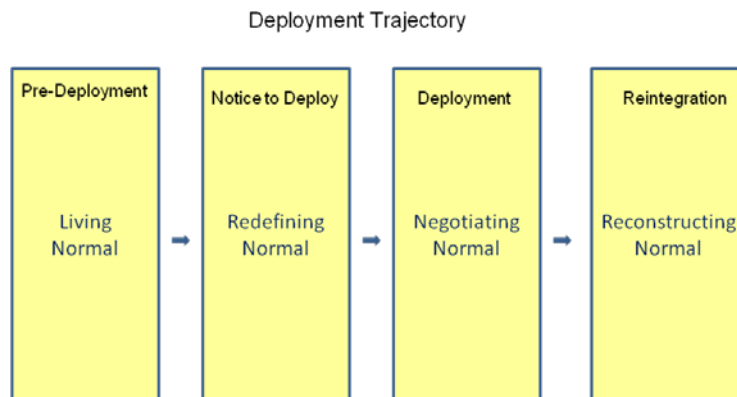 Deployment Trajectory
Pre-Deployment
Living
Normal
Notice to Deploy
Redefining
Normal
Deployment
Negotiating
Normal
Reintegration
Reconstructing
Normal